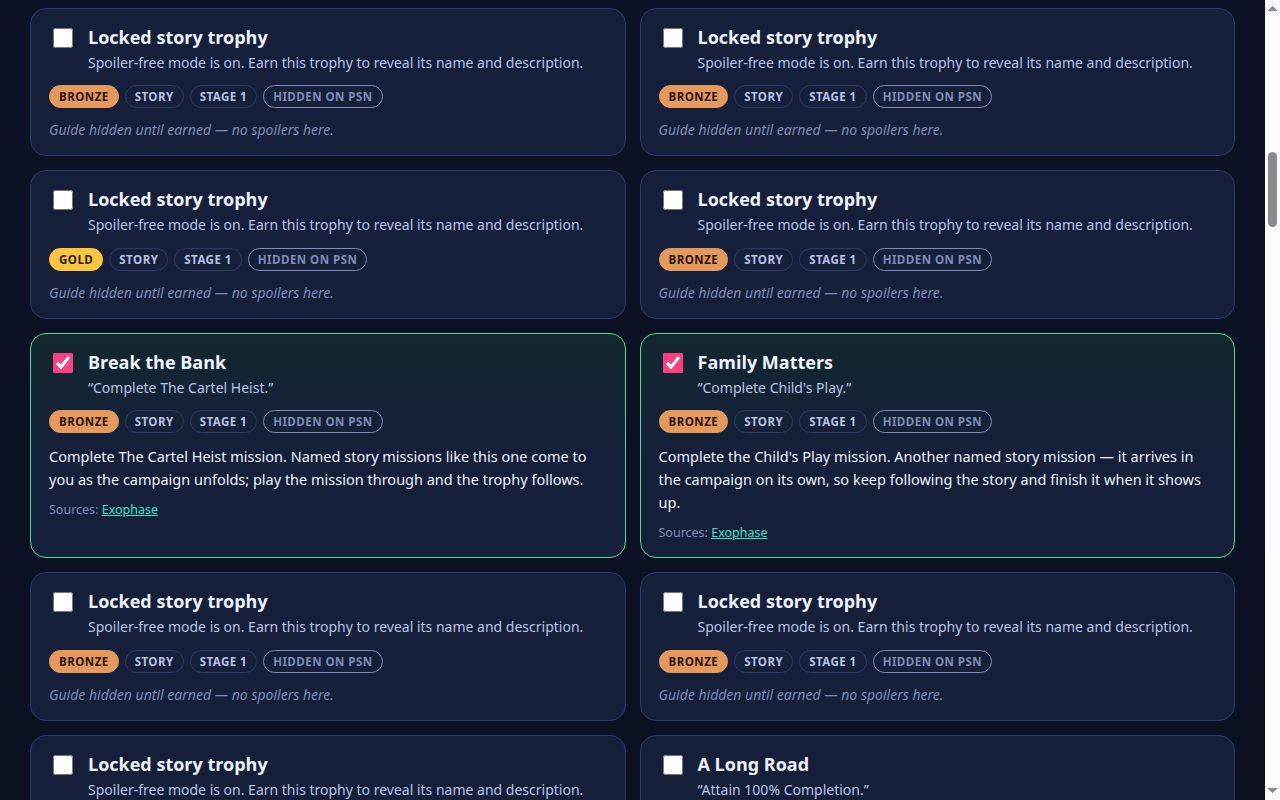 Locked story trophy
Spoiler-free mode is on. Earn this trophy to reveal its name and description.
BRONZE STORY STAGE 1 HIDDEN ON PSN
Guide hidden until earned — no spoilers here.
Locked story trophy
Spoiler-free mode is on. Earn this trophy to reveal its name and description.
BRONZE STORY STAGE 1 HIDDEN ON PSN
Guide hidden until earned — no spoilers here.
Locked story trophy
Spoiler-free mode is on. Earn this trophy to reveal its name and description.
GOLD STORY STAGE 1 HIDDEN ON PSN
Guide hidden until earned — no spoilers here.
Locked story trophy
Spoiler-free mode is on. Earn this trophy to reveal its name and description.
BRONZE STORY STAGE 1 HIDDEN ON PSN
Guide hidden until earned — no spoilers here.
Break the Bank
“Complete The Cartel Heist.”
BRONZE STORY STAGE 1 HIDDEN ON PSN
Complete The Cartel Heist mission. Named story missions like this one come to
you as the campaign unfolds; play the mission through and the trophy follows.
Sources: Exophase
Family Matters
“Complete Child's Play.”
BRONZE STORY STAGE 1 HIDDEN ON PSN
Complete the Child's Play mission. Another named story mission — it arrives in
the campaign on its own, so keep following the story and finish it when it shows
up.
Sources: Exophase
Locked story trophy
Spoiler-free mode is on. Earn this trophy to reveal its name and description.
BRONZE STORY STAGE 1 HIDDEN ON PSN
Guide hidden until earned — no spoilers here.
Locked story trophy
Spoiler-free mode is on. Earn this trophy to reveal its name and description.
BRONZE STORY STAGE 1 HIDDEN ON PSN
Guide hidden until earned — no spoilers here.
Locked story trophy
Spoiler-free mode is on. Earn this trophy to reveal its name and description.
A Long Road
“Attain 100% Completion.”